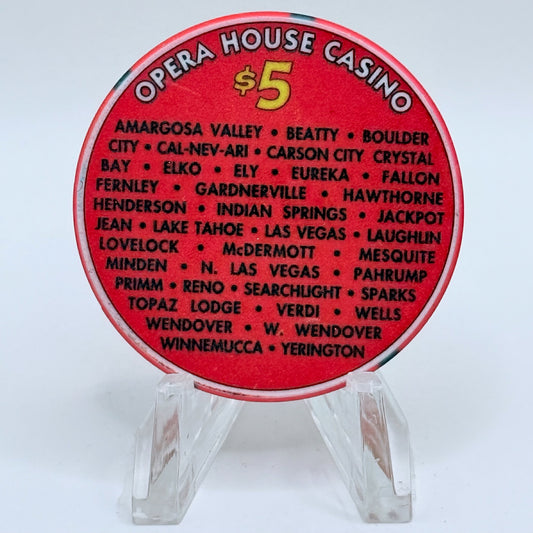 OPERA HOUSE CASINO
$5
AMARGOSA VALLEY • BEATTY • BOULDER
CITY • CAL-NEV-ARI • CARSON CITY CRYSTAL
BAY • ELKO • ELY • EUREKA • FALLON
FERNLEY • GARDNERVILLE • HAWTHORNE
HENDERSON • INDIAN SPRINGS • JACKPOT
JEAN • LAKE TAHOE • LAS VEGAS • LAUGHLIN
LOVELOCK • McDERMOTT • MESQUITE
MINDEN • N. LAS VEGAS • PAHRUMP
PRIMM • RENO • SEARCHLIGHT • SPARKS
TOPAZ LODGE • VERDI • WELLS
WENDOVER • W. WENDOVER
WINNEMUCCA • YERINGTON